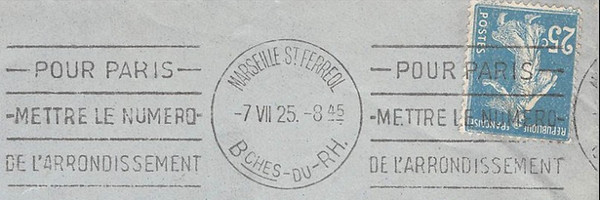 POUR PARIS
-METTRE LE NUMERO-
DE L'ARRONDISSEMENT
MARSEILLE ST FERREOL
-7 VII 25. -8 45
BCHES-DU-RH.
POUR PARIS
-METTRE LE NUMERO-
DE L'ARRONDISSEMENT
25c
POSTES
REPUBLIQUE
FRANÇAISE